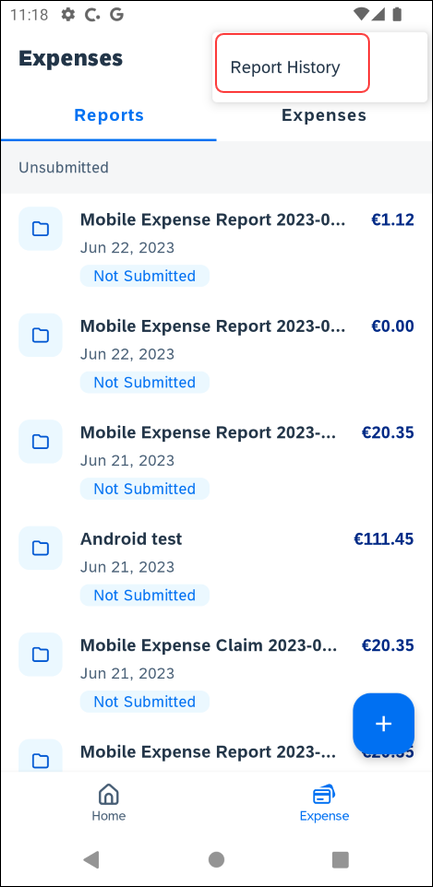 11:18
Expenses
Report History
Reports
Expenses
Unsubmitted
Mobile Expense Report 2023-0... €1.12
Jun 22, 2023
Not Submitted
Mobile Expense Report 2023-0... €0.00
Jun 22, 2023
Not Submitted
Mobile Expense Report 2023-... €20.35
Jun 21, 2023
Not Submitted
Android test €111.45
Jun 21, 2023
Not Submitted
Mobile Expense Claim 2023-0... €20.35
Jun 21, 2023
Not Submitted
Mobile Expense Report 2023-...
Home
Expense